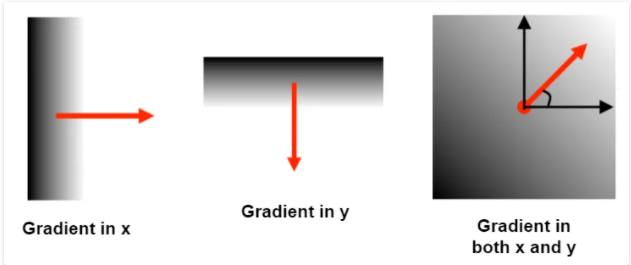 Gradient in x
Gradient in y
Gradient in
both x and y